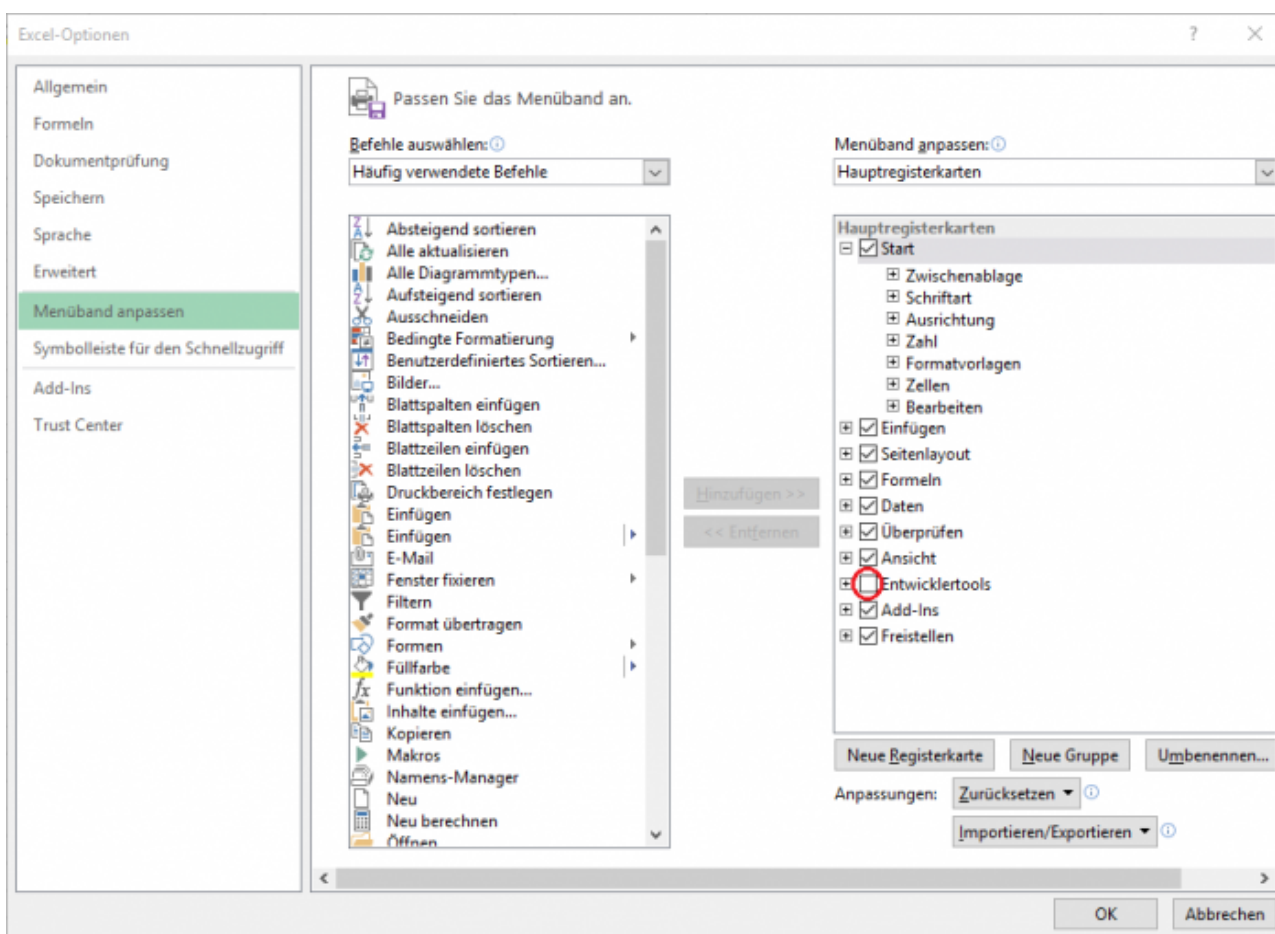 Excel-Optionen
?
Allgemein
Formeln
Dokumentprüfung
Speichern
Sprache
Erweitert
Menüband anpassen
Symbolleiste für den Schnellzugriff
Add-Ins
Trust Center
Passen Sie das Menüband an.
Befehle auswählen:
Häufig verwendete Befehle
Absteigend sortieren
Alle aktualisieren
Alle Diagrammtypen...
Aufsteigend sortieren
Ausschneiden
Bedingte Formatierung
Benutzerdefiniertes Sortieren...
Bilder...
Blattspalten einfügen
Blattspalten löschen
Blattzeilen einfügen
Blattzeilen löschen
Druckbereich festlegen
Einfügen
Einfügen
E-Mail
Fenster fixieren
Filtern
Format übertragen
Formen
Füllfarbe
Funktion einfügen...
Inhalte einfügen...
Kopieren
Makros
Namens-Manager
Neu
Neu berechnen
Öffnen
Hinzufügen >>
<< Entfernen
Menüband anpassen:
Hauptregisterkarten
Hauptregisterkarten
Start
Zwischenablage
Schriftart
Ausrichtung
Zahl
Formatvorlagen
Zellen
Bearbeiten
Einfügen
Seitenlayout
Formeln
Daten
Überprüfen
Ansicht
Entwicklertools
Add-Ins
Freistellen
Neue Registerkarte
Neue Gruppe
Umbenennen...
Anpassungen:
Zurücksetzen
Importieren/Exportieren
OK
Abbrechen